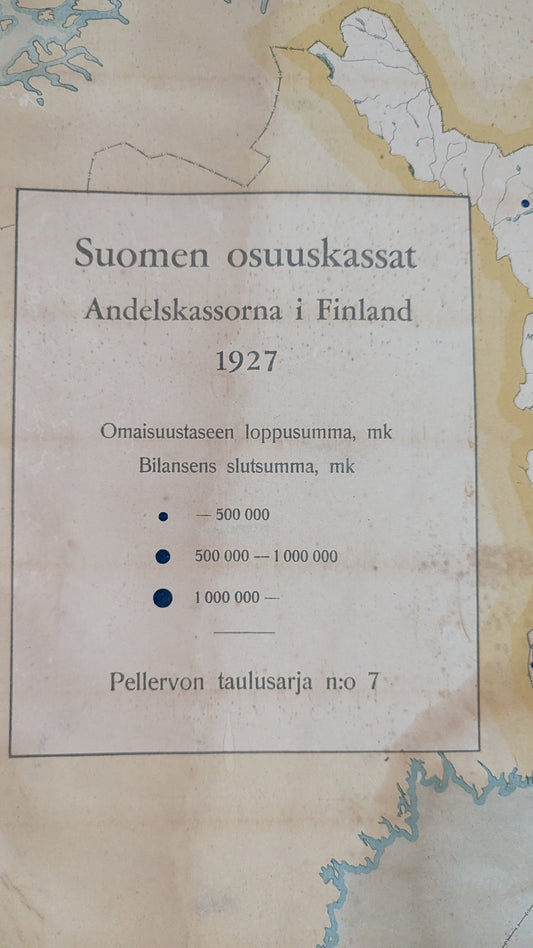 Suomen osuuskassat
Andelskassorna i Finland
1927
Omaisuustaseen loppusumma, mk
Bilansens slutsumma, mk
— 500 000
500 000 — 1 000 000
1 000 000 —
Pellervon taulusarja n:o 7